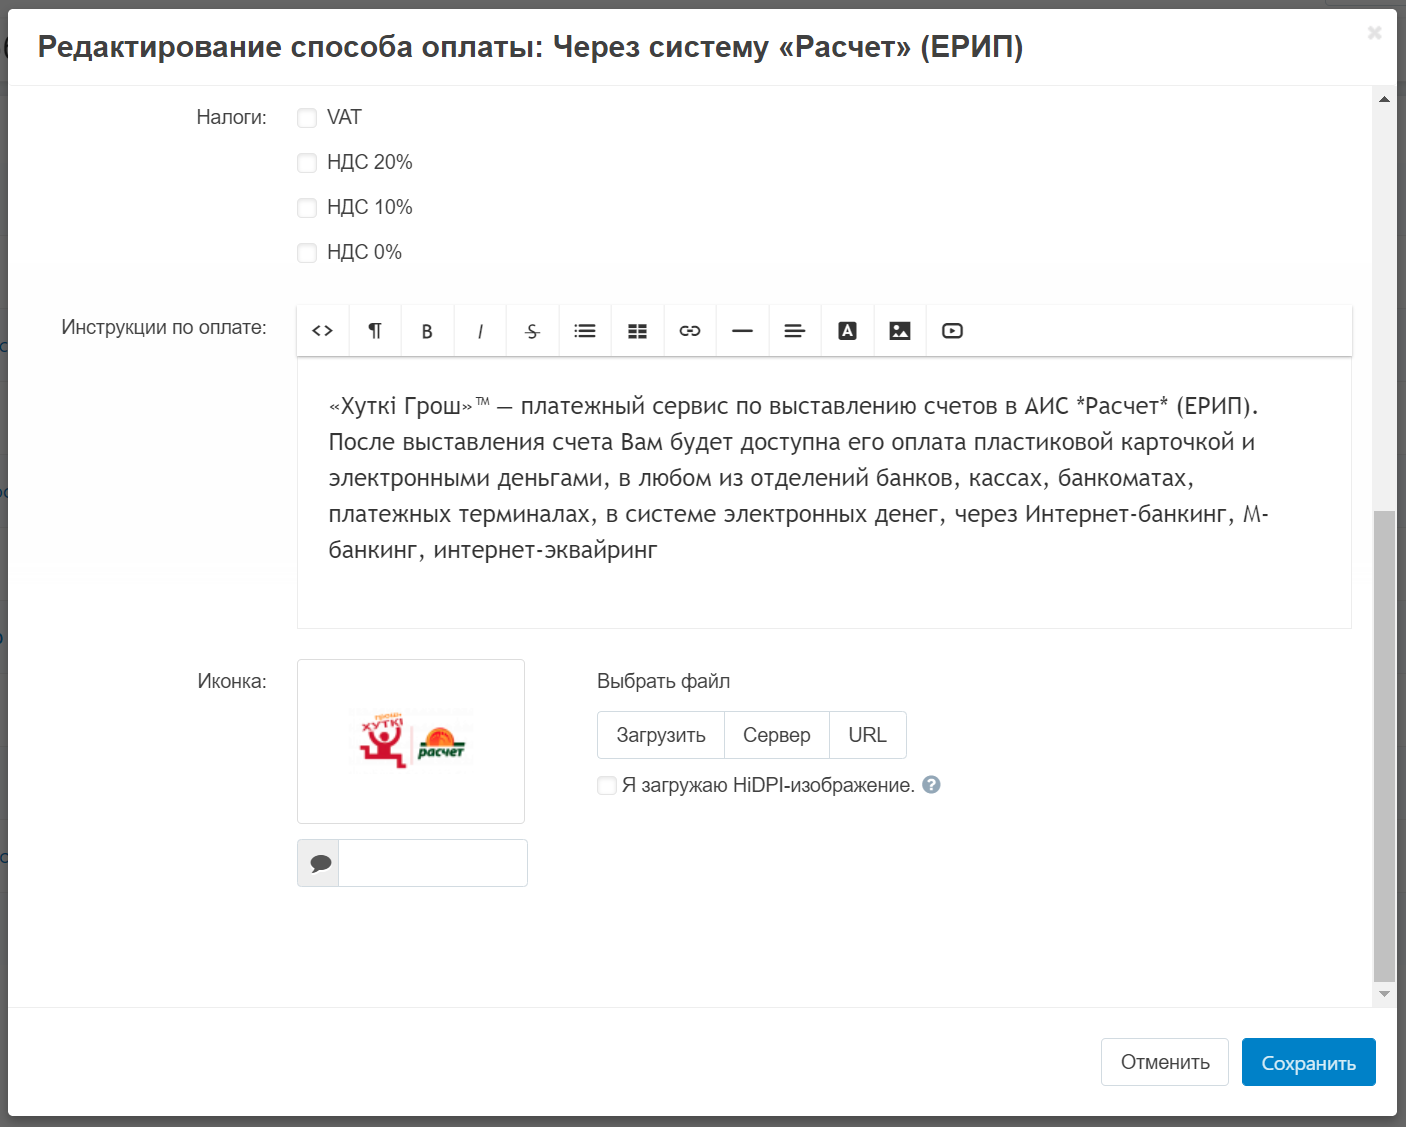 Редактирование способа оплаты: Через систему «Расчет» (ЕРИП)
Налоги:
VAT
НДС 20%
НДС 10%
НДС 0%
Инструкции по оплате:
«Хуткі Грош»™ — платежный сервис по выставлению счетов в АИС *Расчет* (ЕРИП).
После выставления счета Вам будет доступна его оплата пластиковой карточкой и
электронными деньгами, в любом из отделений банков, кассах, банкоматах,
платежных терминалах, в системе электронных денег, через Интернет-банкинг, М-
банкинг, интернет-эквайринг
Иконка:
грош
ХУТКІ
расчет
Выбрать файл
Загрузить
Сервер
URL
Я загружаю HiDPI-изображение.
Отменить
Сохранить